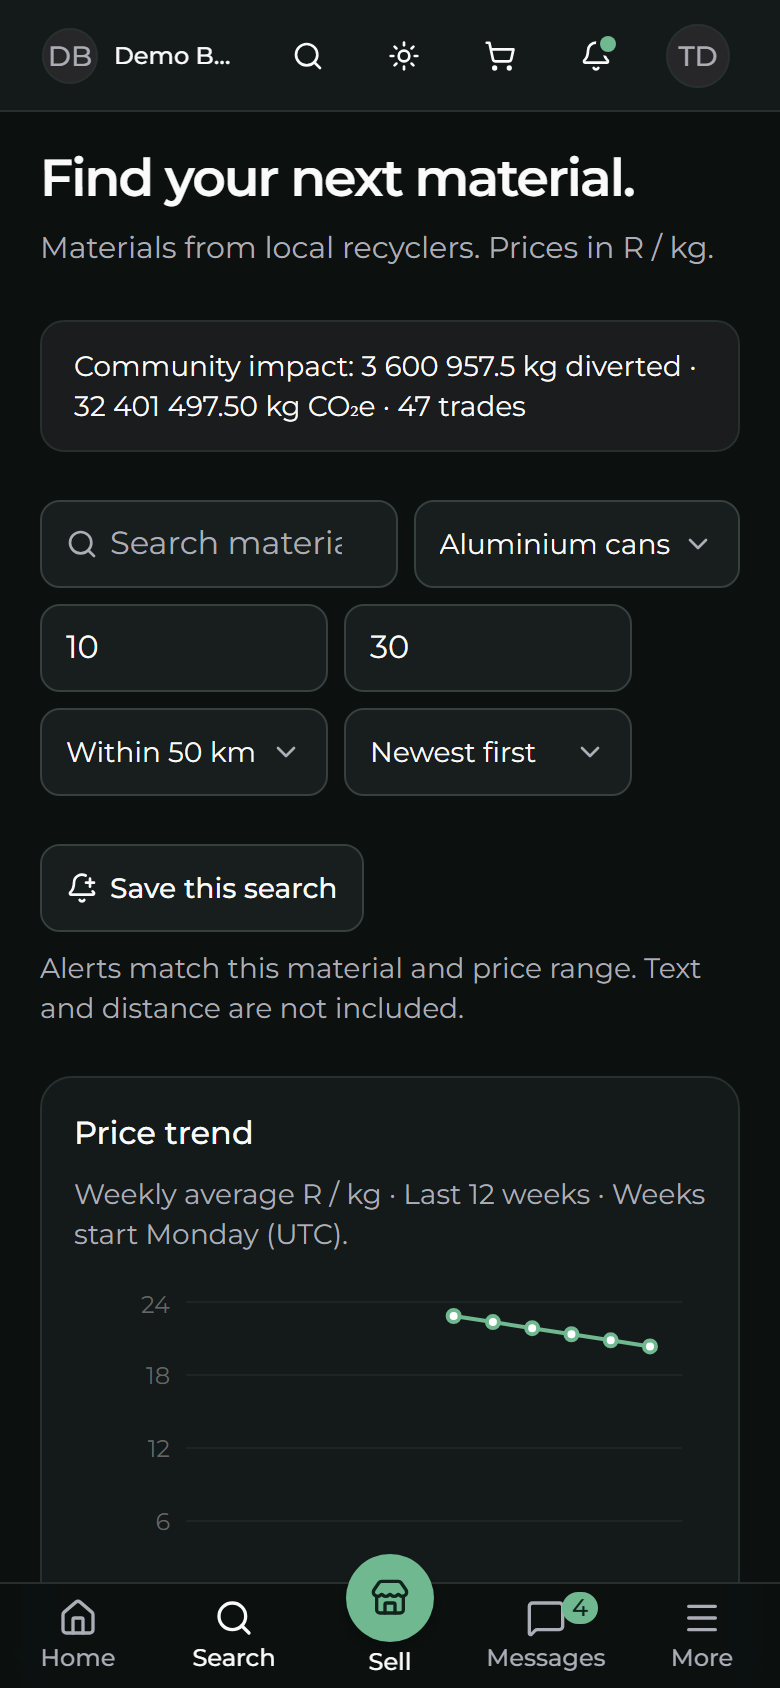 DB Demo B... TD
Find your next material.
Materials from local recyclers. Prices in R / kg.
Community impact: 3 600 957.5 kg diverted ·
32 401 497.50 kg CO₂e · 47 trades
Search materia
Aluminium cans
10
30
Within 50 km
Newest first
Save this search
Alerts match this material and price range. Text
and distance are not included.
Price trend
Weekly average R / kg · Last 12 weeks · Weeks
start Monday (UTC).
24
18
12
6
4
Home Search Sell Messages More